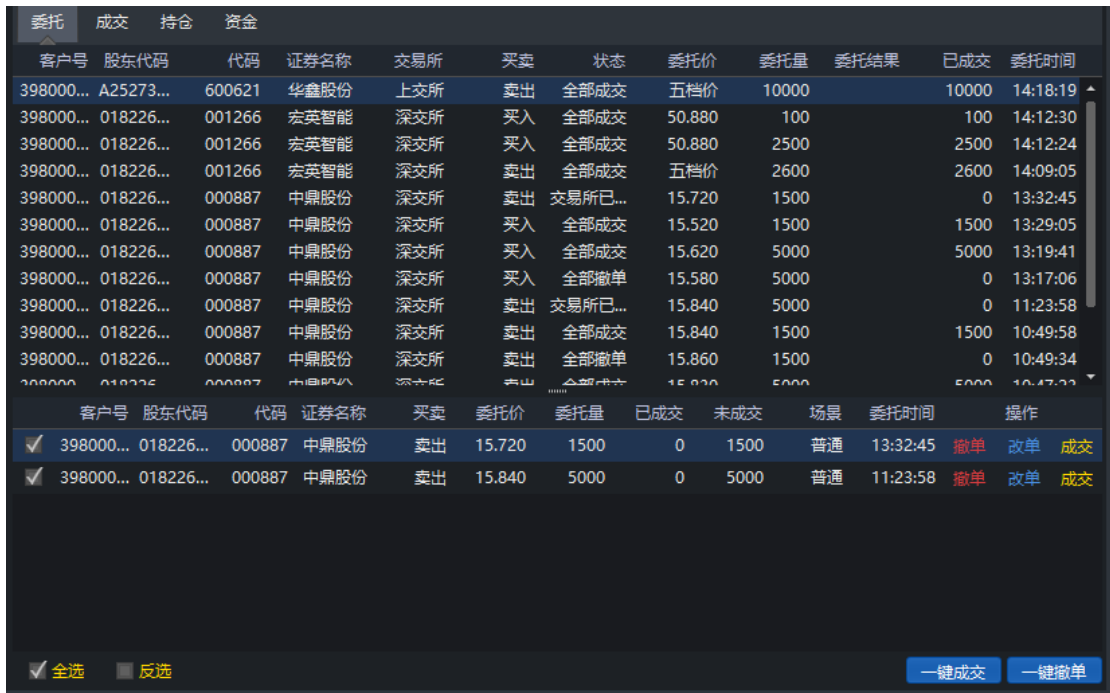 委托 成交 持仓 资金
客户号 股东代码 代码 证券名称 交易所 买卖 状态 委托价 委托量 委托结果 已成交 委托时间
398000... A25273... 600621 华鑫股份 上交所 卖出 全部成交 五档价 10000 10000 14:18:19
398000... 018226... 001266 宏英智能 深交所 买入 全部成交 50.880 100 100 14:12:30
398000... 018226... 001266 宏英智能 深交所 买入 全部成交 50.880 2500 2500 14:12:24
398000... 018226... 001266 宏英智能 深交所 卖出 全部成交 五档价 2600 2600 14:09:05
398000... 018226... 000887 中鼎股份 深交所 卖出 交易所已... 15.720 1500 0 13:32:45
398000... 018226... 000887 中鼎股份 深交所 买入 全部成交 15.520 1500 1500 13:29:05
398000... 018226... 000887 中鼎股份 深交所 买入 全部成交 15.620 5000 5000 13:19:41
398000... 018226... 000887 中鼎股份 深交所 买入 全部撤单 15.580 5000 0 13:17:06
398000... 018226... 000887 中鼎股份 深交所 卖出 交易所已... 15.840 5000 0 11:23:58
398000... 018226... 000887 中鼎股份 深交所 卖出 全部成交 15.840 1500 1500 10:49:58
398000... 018226... 000887 中鼎股份 深交所 卖出 全部撤单 15.860 1500 0 10:49:34
398000... 018226... 000887 中鼎股份 深交所 卖出 全部成交 5000 5000
客户号 股东代码 代码 证券名称 买卖 委托价 委托量 已成交 未成交 场景 委托时间 操作
398000... 018226... 000887 中鼎股份 卖出 15.720 1500 0 1500 普通 13:32:45 撤单 改单 成交
398000... 018226... 000887 中鼎股份 卖出 15.840 5000 0 5000 普通 11:23:58 撤单 改单 成交
全选 反选 一键成交 一键撤单